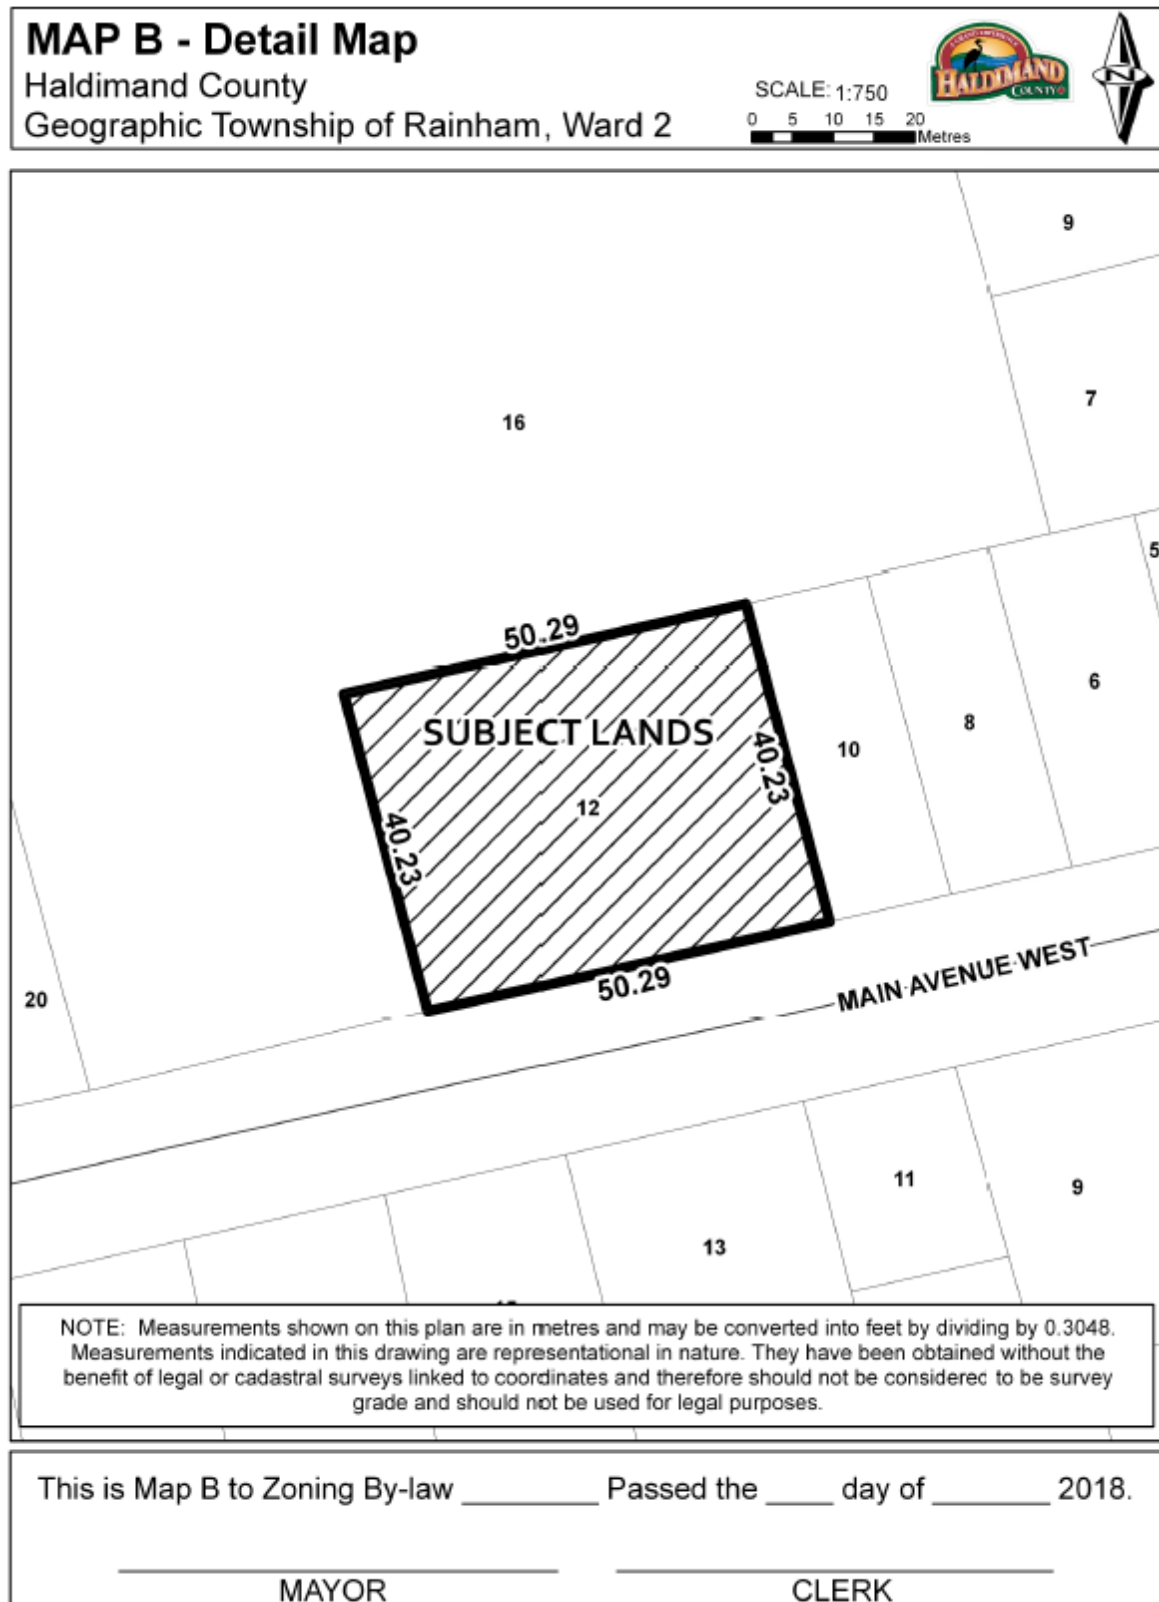 MAP B - Detail Map
Haldimand County
Geographic Township of Rainham, Ward 2
SCALE: 1:750
0 5 10 15 20
Metres
HALDIMAND
COUNTY
N
9
7
16
5
50.29
6
SUBJECT LANDS
8
10
40.23
12
40.23
MAIN AVENUE WEST
50.29
20
11
9
13
NOTE: Measurements shown on this plan are in metres and may be converted into feet by dividing by 0.3048.
Measurements indicated in this drawing are representational in nature. They have been obtained without the
benefit of legal or cadastral surveys linked to coordinates and therefore should not be considered to be survey
grade and should not be used for legal purposes.
This is Map B to Zoning By-law _________ Passed the ____ day of _______ 2018.
MAYOR CLERK